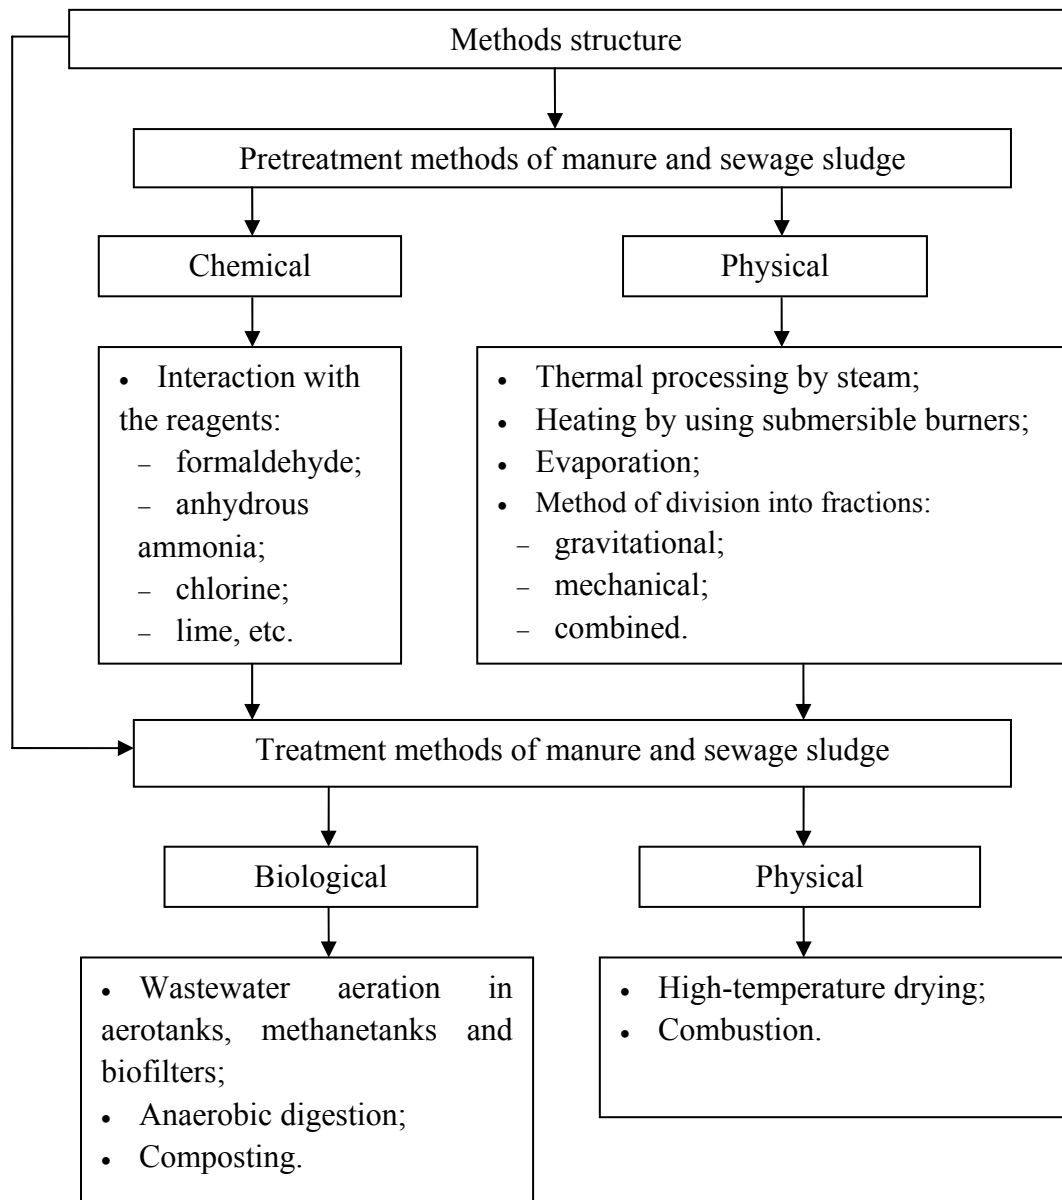 Methods structure
Pretreatment methods of manure and sewage sludge
Chemical
Physical
• Interaction with
the reagents:
– formaldehyde;
– anhydrous
ammonia;
– chlorine;
– lime, etc.
• Thermal processing by steam;
• Heating by using submersible burners;
• Evaporation;
• Method of division into fractions:
– gravitational;
– mechanical;
– combined.
Treatment methods of manure and sewage sludge
Biological
Physical
• Wastewater aeration in
aerotanks, methanetanks and
biofilters;
• Anaerobic digestion;
• Composting.
• High-temperature drying;
• Combustion.